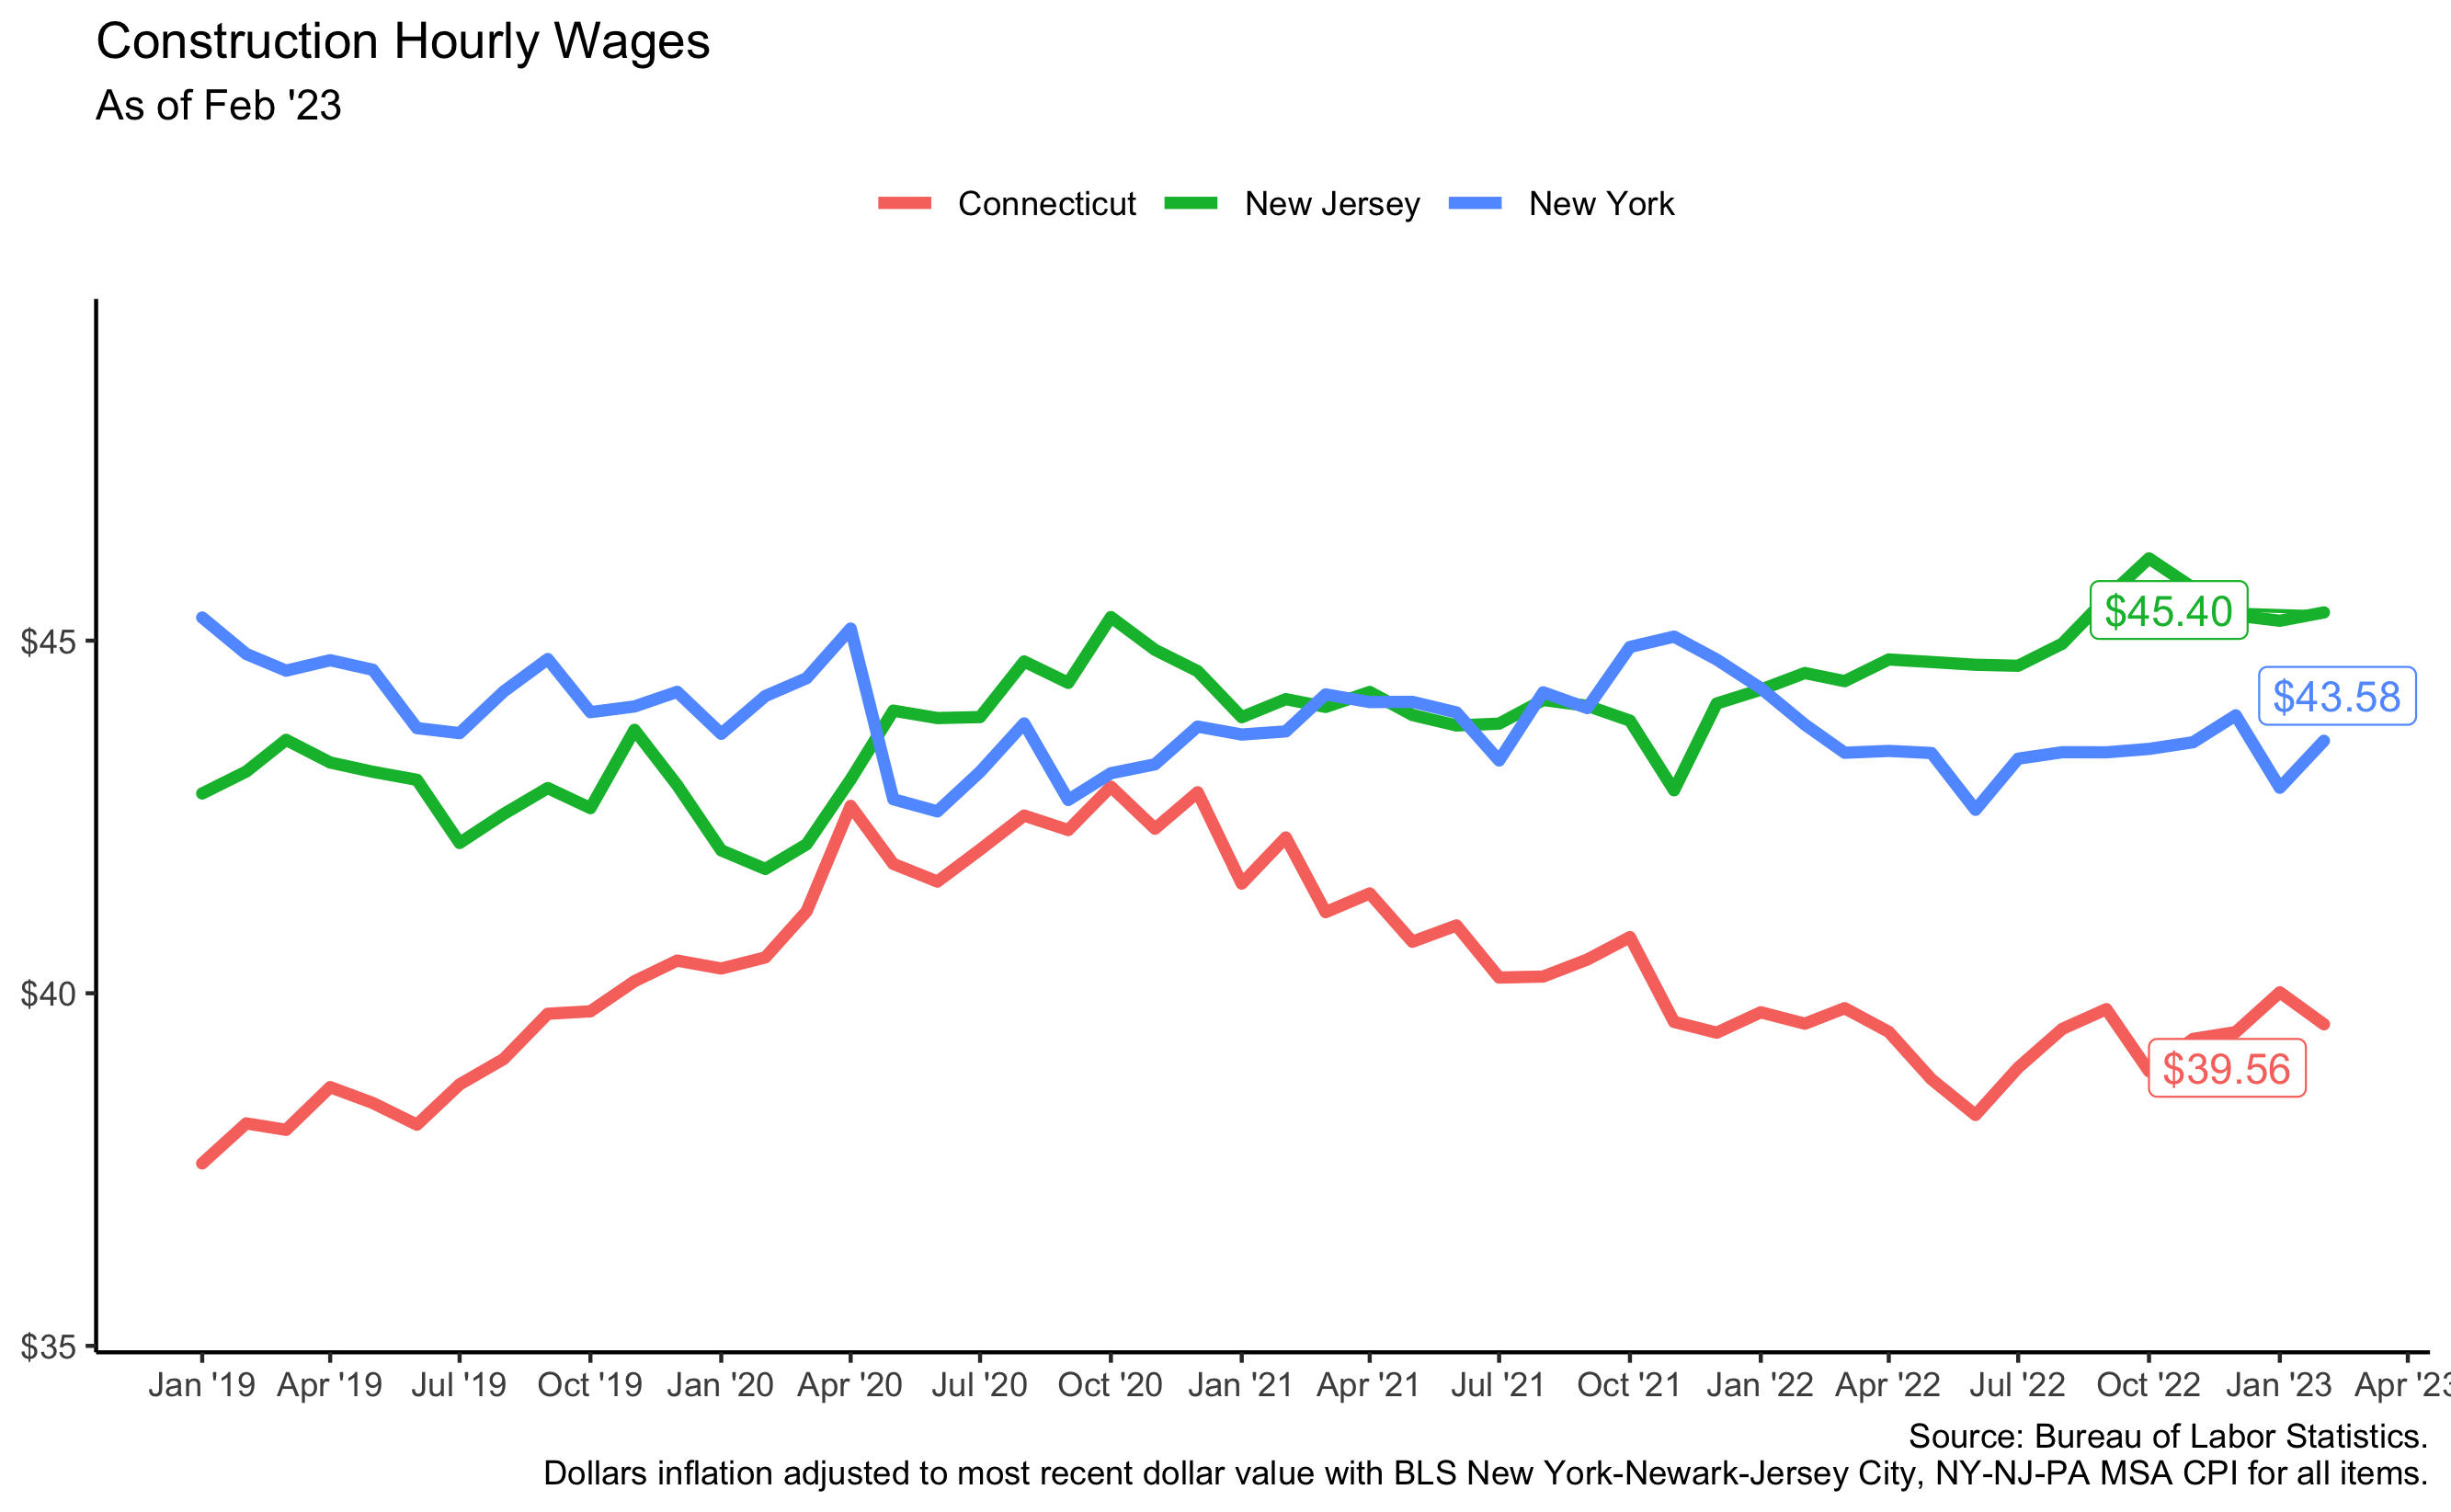 Construction Hourly Wages
As of Feb '23
Connecticut New Jersey New York
$45
$40
$35
$45.40
$43.58
$39.56
Jan '19 Apr '19 Jul '19 Oct '19 Jan '20 Apr '20 Jul '20 Oct '20 Jan '21 Apr '21 Jul '21 Oct '21 Jan '22 Apr '22 Jul '22 Oct '22 Jan '23 Apr '23
Source: Bureau of Labor Statistics.
Dollars inflation adjusted to most recent dollar value with BLS New York-Newark-Jersey City, NY-NJ-PA MSA CPI for all items.